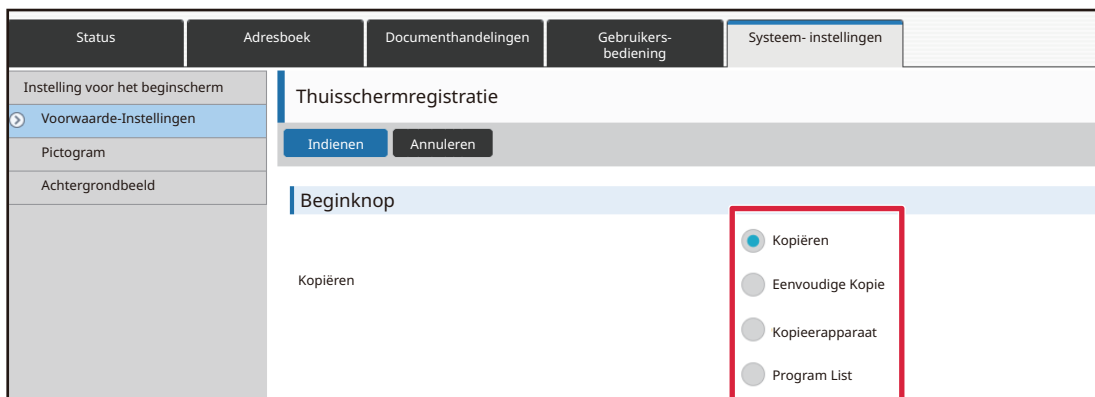 Status
Adresboek
Documenthandelingen
Gebruikers-
bediening
Systeem- instellingen
Instelling voor het beginscherm
Voorwaarde-Instellingen
Pictogram
Achtergrondbeeld
Thuisschermregistratie
Indienen
Annuleren
Beginknop
Kopiëren
Kopiëren
Eenvoudige Kopie
Kopieerapparaat
Program List